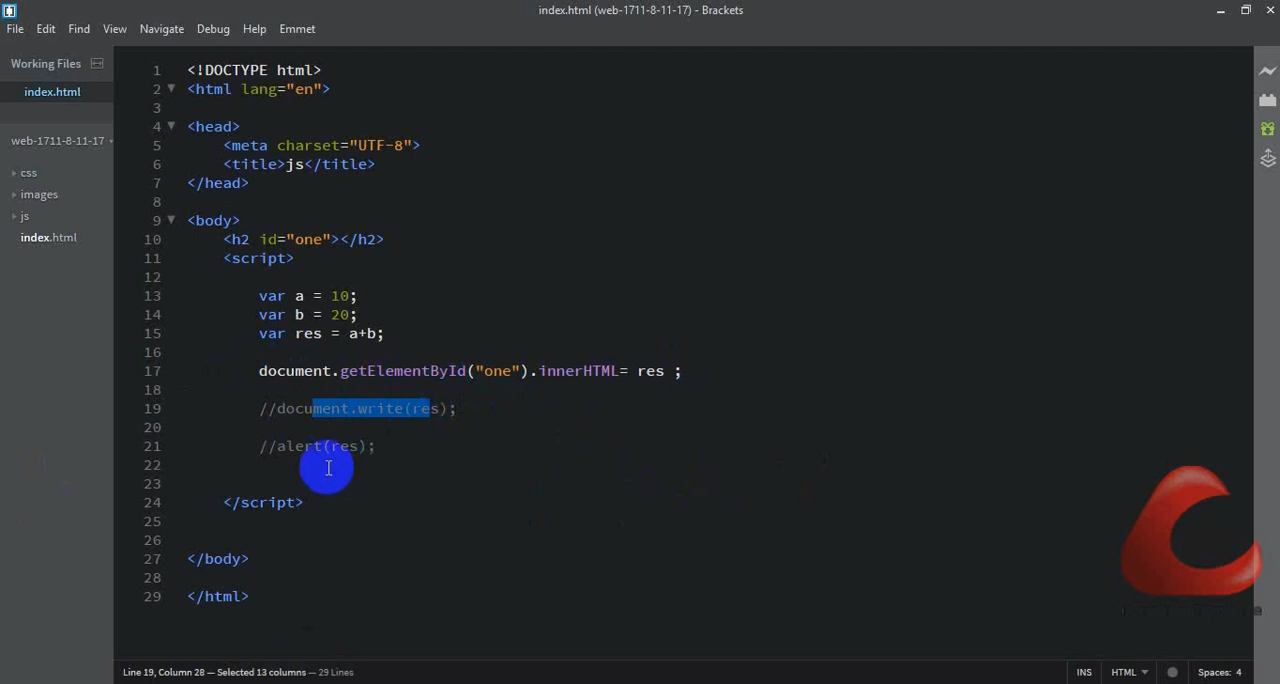 index.html (web-1711-8-11-17) - Brackets
File Edit Find View Navigate Debug Help Emmet
Working Files
index.html
web-1711-8-11-17
css
images
js
index.html
1 <!DOCTYPE html>
2 <html lang="en">
3
4 <head>
5 <meta charset="UTF-8">
6 <title>js</title>
7 </head>
8
9 <body>
10 <h2 id="one"></h2>
11 <script>
12
13 var a = 10;
14 var b = 20;
15 var res = a+b;
16
17 document.getElementById("one").innerHTML= res ;
18
19 //document.write(res);
20
21 //alert(res);
22
23
24 </script>
25
26
27 </body>
28
29 </html>
Line 19, Column 28 — Selected 13 columns — 29 Lines
INS HTML Spaces: 4